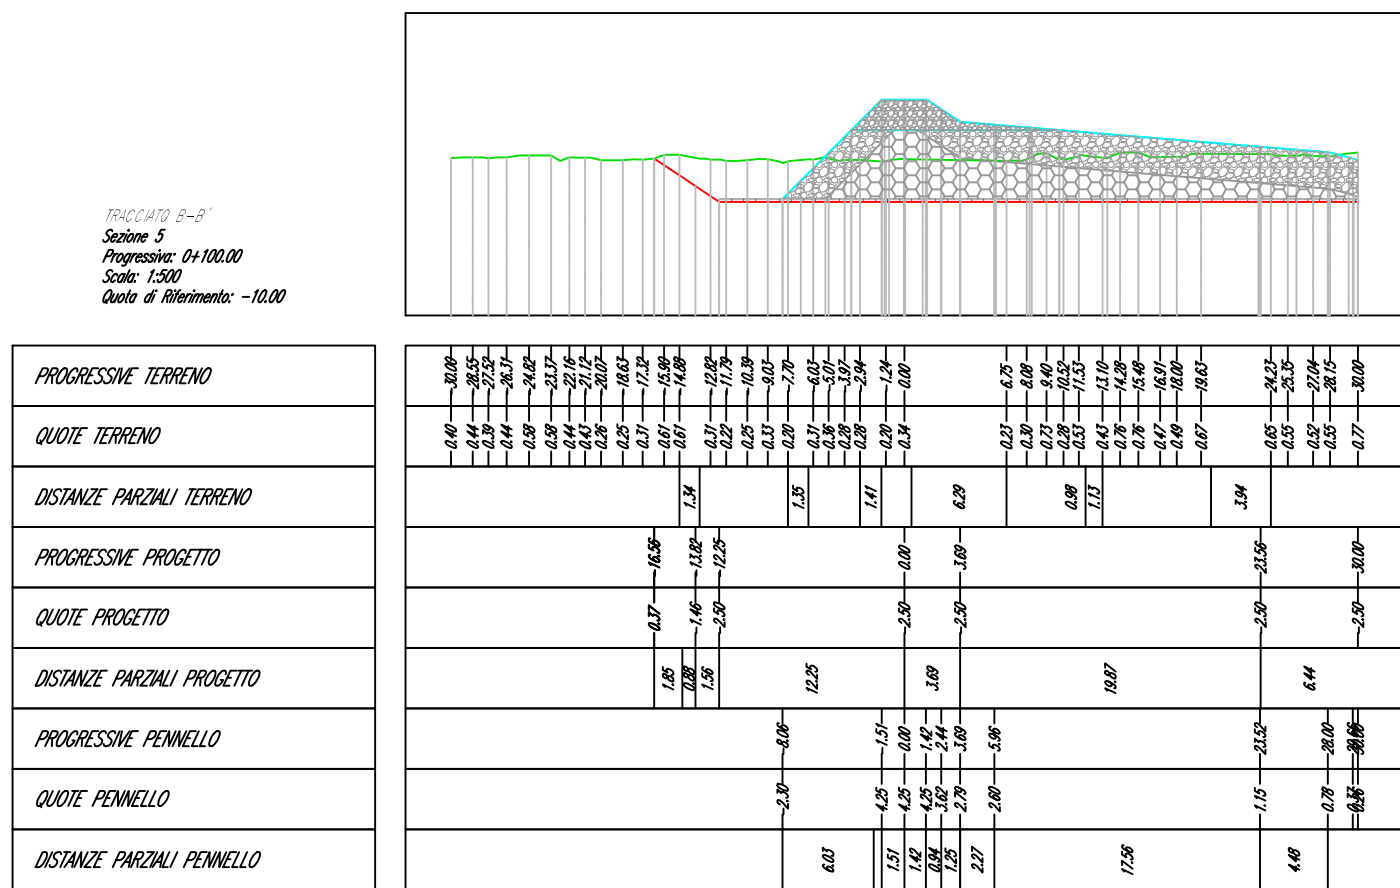 TRACCIATO B-B'
Sezione 5
Progressiva: 0+100.00
Scala: 1:500
Quota di Riferimento: -10.00
PROGRESSIVE TERRENO -30.00 -28.55 -27.52 -26.31 -24.82 -23.37 -22.16 -21.12 -20.07 -18.63 -17.32 -15.90 -14.88 -12.82 -11.79 -10.39 -9.03 -7.70 -6.03 -5.01 -3.97 -2.94 -1.24 0.00 6.75 8.08 9.40 10.52 11.53 13.10 14.28 15.48 16.91 18.00 19.63 24.23 25.35 27.04 28.15 30.00
QUOTE TERRENO 0.40 0.44 0.39 0.44 0.58 0.58 0.44 0.43 0.26 0.25 0.31 0.61 0.61 0.31 0.22 0.25 0.33 0.20 0.31 0.36 0.28 0.28 0.20 0.34 0.23 0.30 0.73 0.28 0.53 0.43 0.76 0.76 0.47 0.49 0.67 0.65 0.55 0.52 0.55 0.77
DISTANZE PARZIALI TERRENO 1.34 1.35 1.41 6.29 0.98 1.13 3.94
PROGRESSIVE PROGETTO -16.56 -13.82 -12.25 0.00 3.69 23.56 30.00
QUOTE PROGETTO 0.37 -1.46 -2.50 -2.50 -2.50 -2.50 -2.50
DISTANZE PARZIALI PROGETTO 1.85 0.88 1.56 12.25 3.69 19.87 6.44
PROGRESSIVE PENNELLO -8.06 -1.51 0.00 1.42 2.44 3.69 5.96 23.52 28.00 30.00
QUOTE PENNELLO -2.30 4.25 4.25 4.25 3.62 2.79 2.60 1.15 0.78
DISTANZE PARZIALI PENNELLO 6.03 1.51 1.42 0.94 1.25 2.27 17.56 4.48